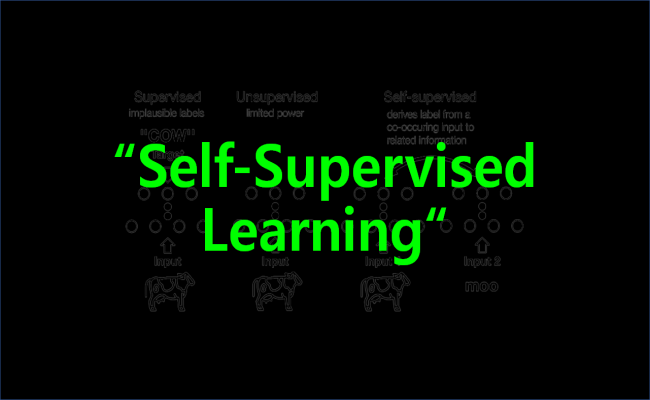 Supervised
Unsupervised
Self-supervised
implausible labels
limited power
derives label from a
co-occuring input to
related information
"COW"
Target
“Self-Supervised
Learning“
Input
Input
Input 1
Input 2
moo